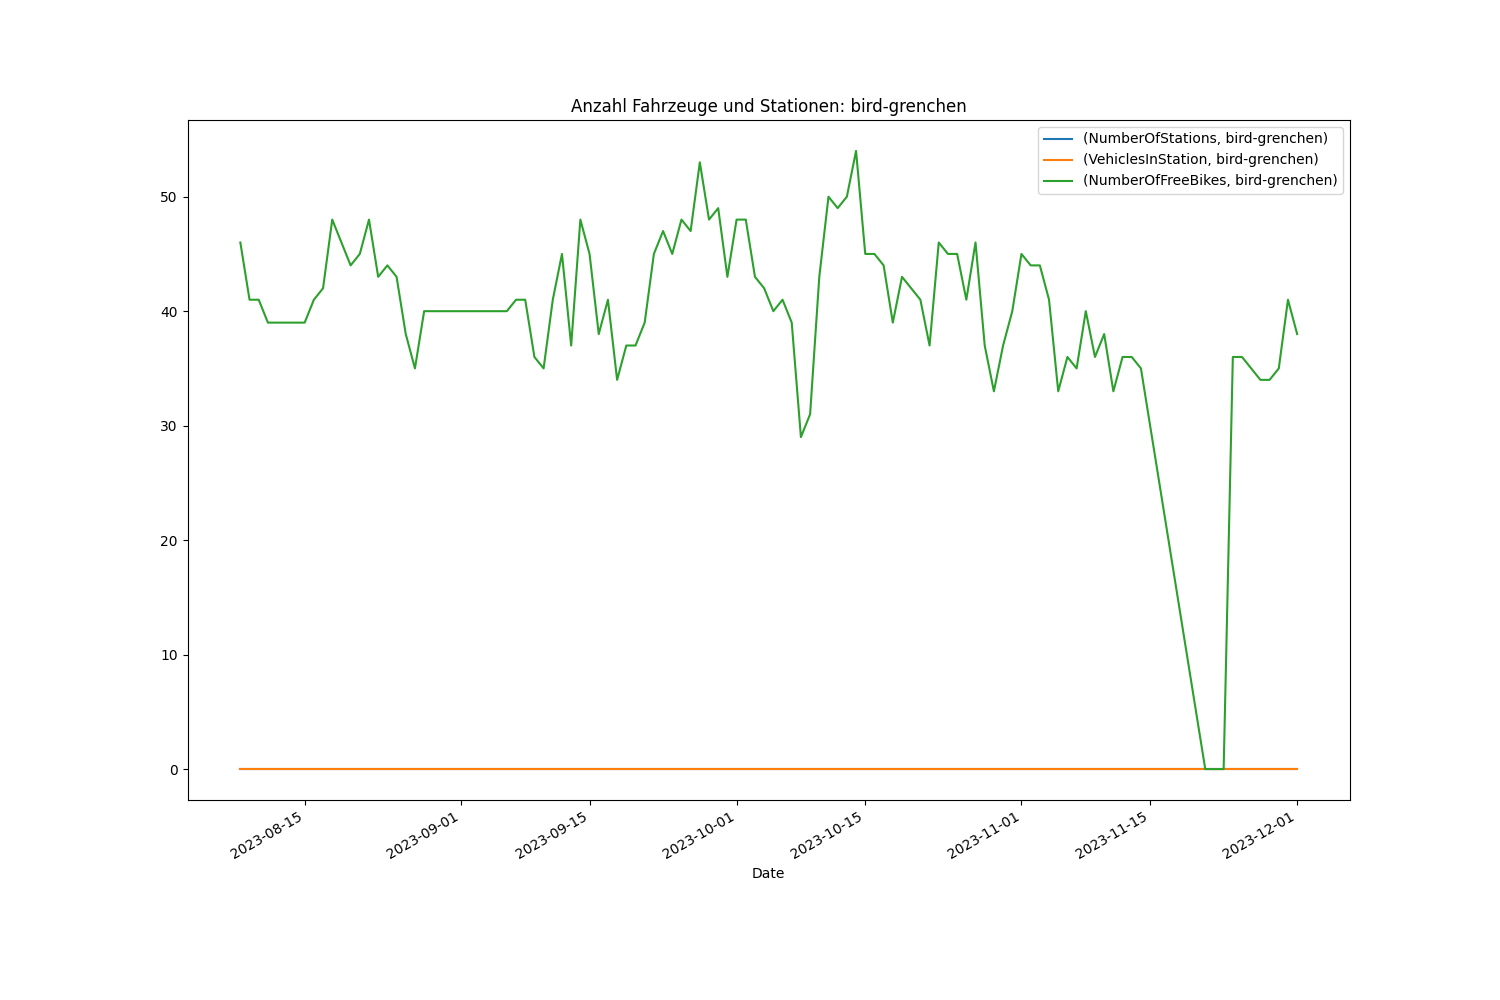 Anzahl Fahrzeuge und Stationen: bird-grenchen
(NumberOfStations, bird-grenchen)
(VehiclesInStation, bird-grenchen)
(NumberOfFreeBikes, bird-grenchen)
50
40
30
20
10
0
2023-08-15
2023-09-01
2023-09-15
2023-10-01
2023-10-15
2023-11-01
2023-11-15
2023-12-01
Date